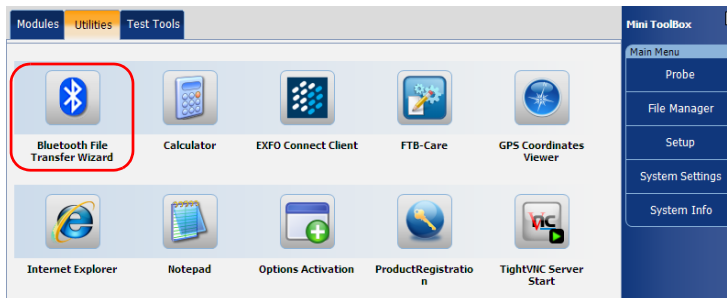 Modules Utilities Test Tools
Mini ToolBox
Main Menu
Probe
File Manager
Setup
System Settings
System Info
Bluetooth File
Transfer Wizard
Calculator
EXFO Connect Client
FTB-Care
GPS Coordinates
Viewer
Internet Explorer
Notepad
Options Activation
ProductRegistratio
n
TightVNC Server
Start